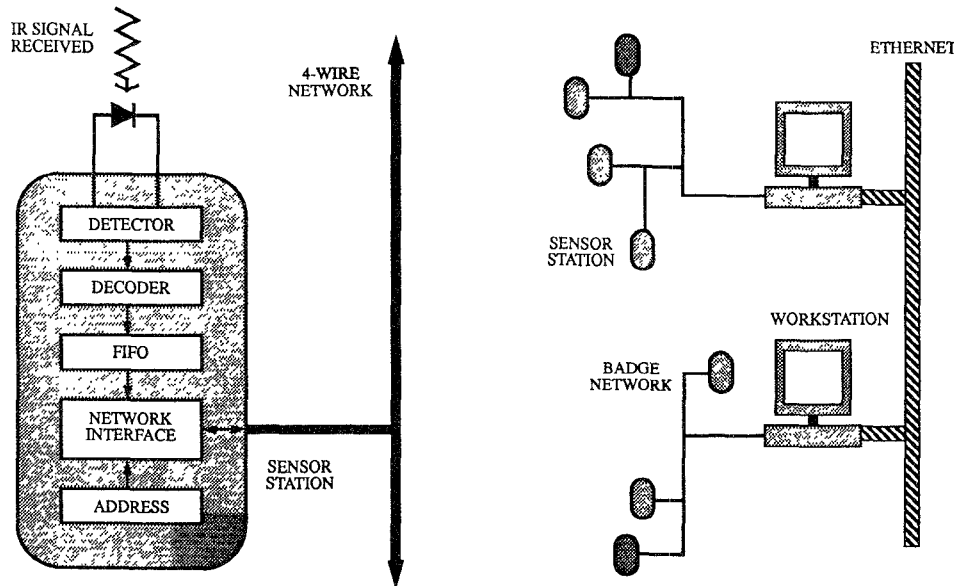 IR SIGNAL
RECEIVED
4-WIRE
NETWORK
DETECTOR
DECODER
FIFO
NETWORK
INTERFACE
ADDRESS
SENSOR
STATION
ETHERNET
SENSOR
STATION
WORKSTATION
BADGE
NETWORK